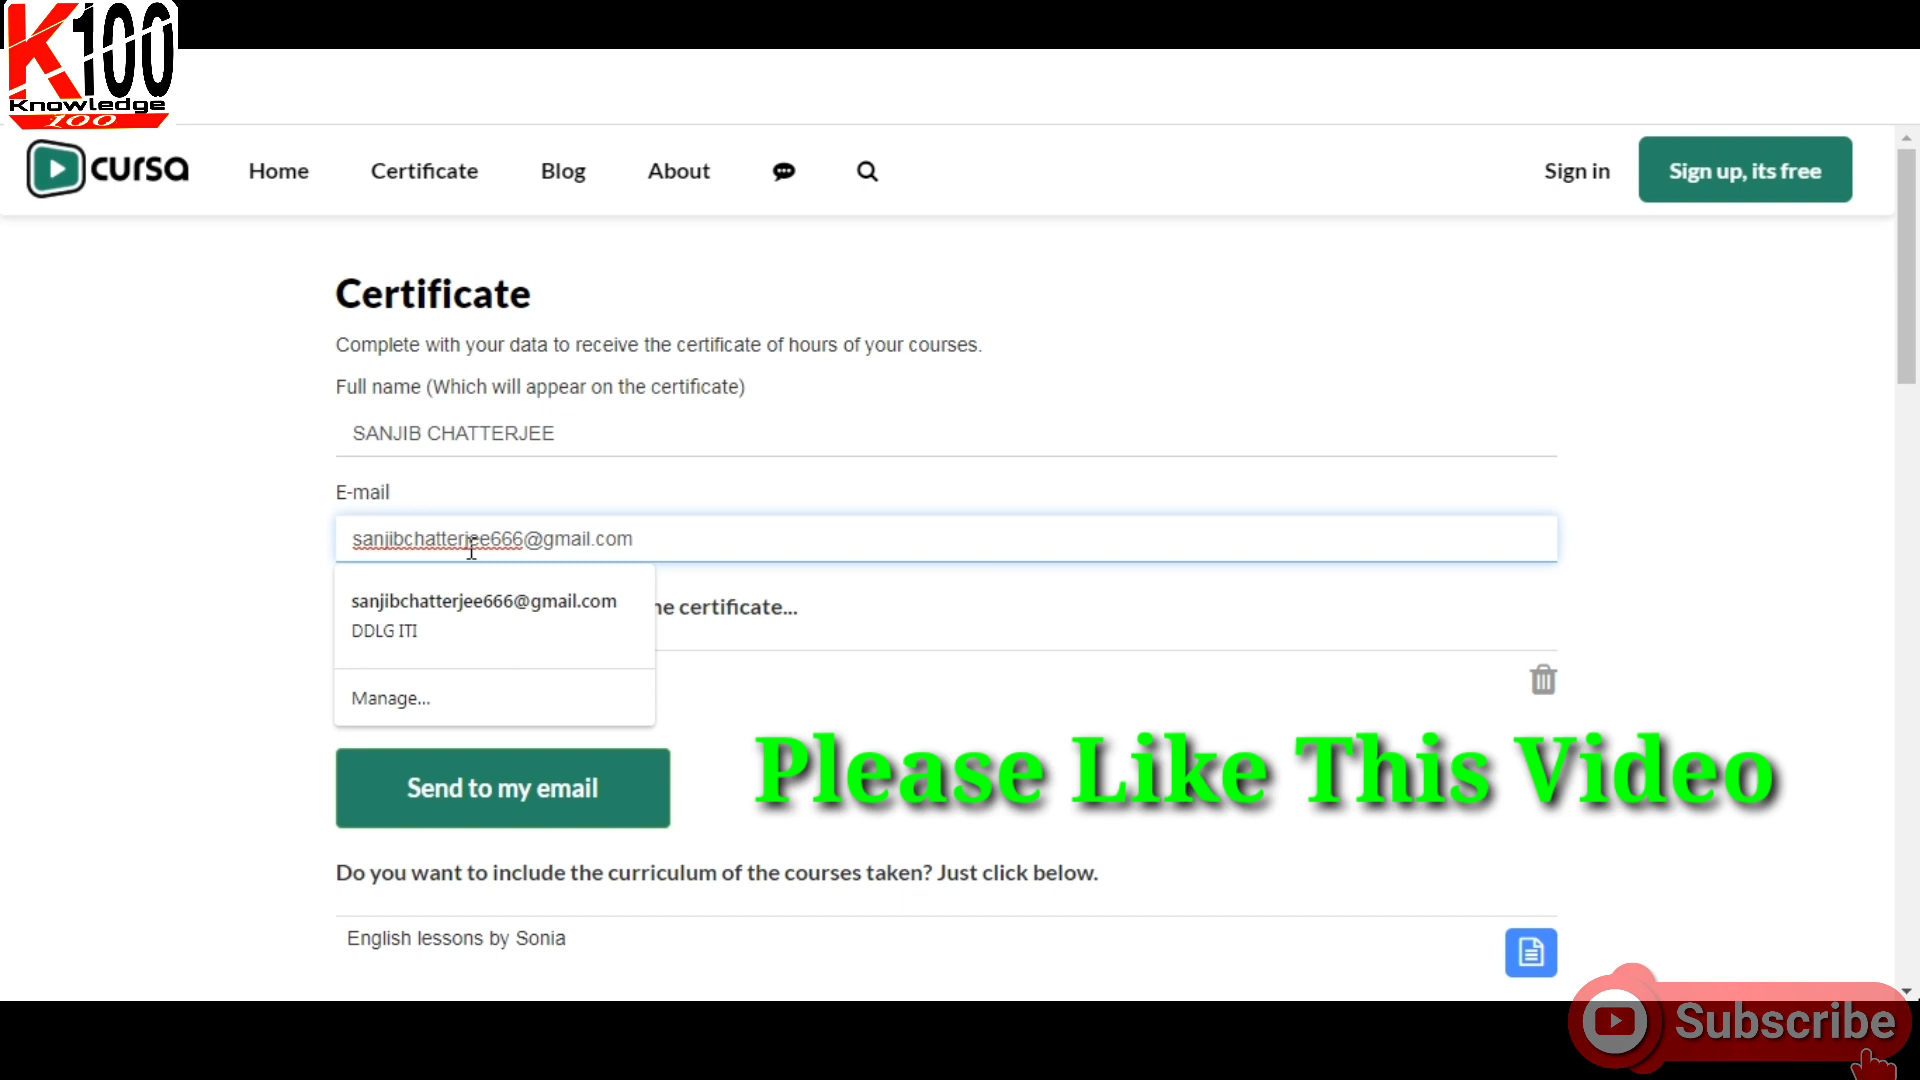 K100
Knowledge
100
cursa
Home
Certificate
Blog
About
Sign in
Sign up, its free
Certificate
Complete with your data to receive the certificate of hours of your courses.
Full name (Which will appear on the certificate)
SANJIB CHATTERJEE
E-mail
sanjibchatterjee666@gmail.com
sanjibchatterjee666@gmail.com
DDLG ITI
certificate...
Manage...
Please Like This Video
Send to my email
Do you want to include the curriculum of the courses taken? Just click below.
English lessons by Sonia
Subscribe